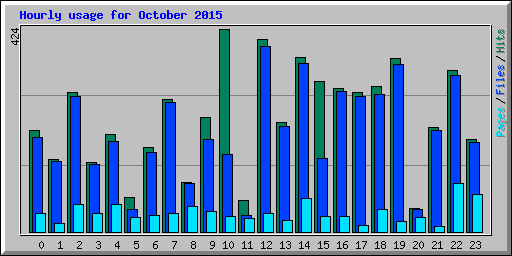 Hourly usage for October 2015
424
Pages/Files/Hits
0 1 2 3 4 5 6 7 8 9 10 11 12 13 14 15 16 17 18 19 20 21 22 23